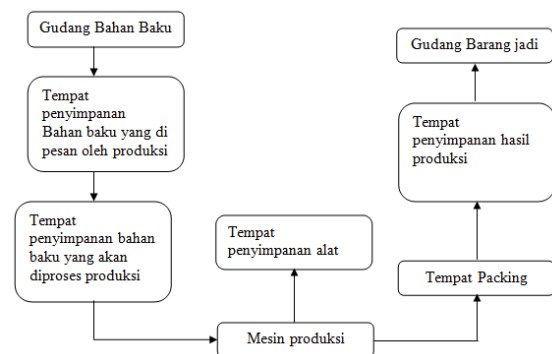 Gudang Bahan Baku
Tempat
penyimpanan
Bahan baku yang di
pesan oleh produksi
Tempat
penyimpanan bahan
baku yang akan
diproses produksi
Tempat
penyimpanan alat
Mesin produksi
Gudang Barang jadi
Tempat
penyimpanan hasil
produksi
Tempat Packing